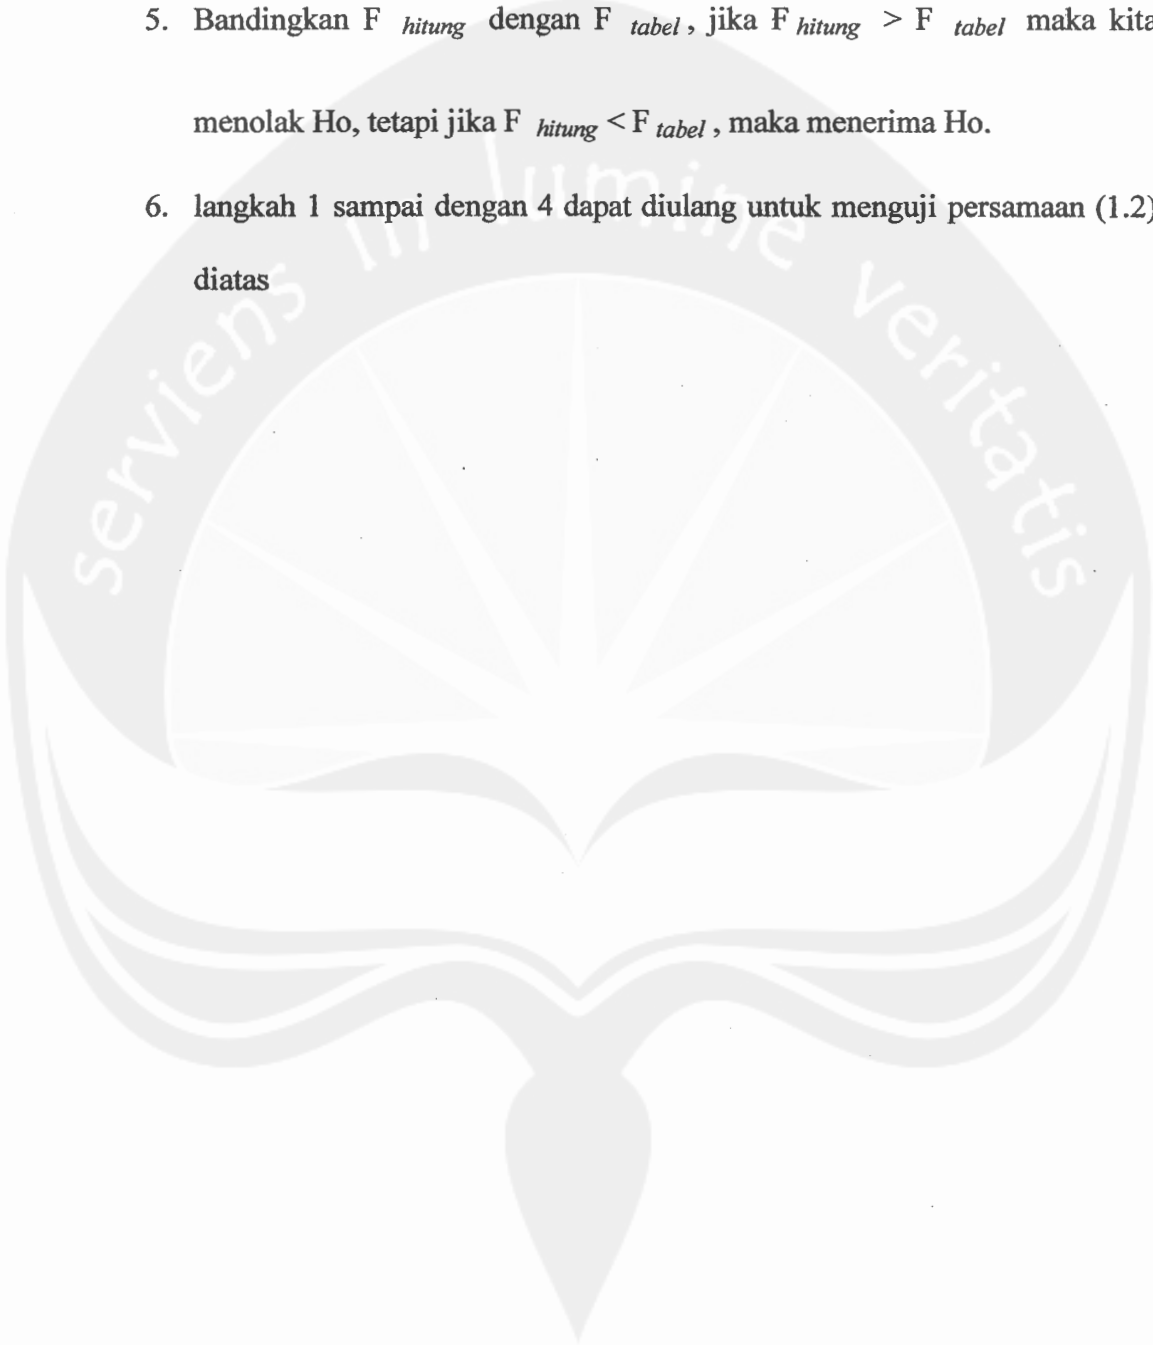 5. Bandingkan F hitung dengan F tabel, jika F hitung > F tabel maka kita
menolak Ho, tetapi jika F hitung < F tabel, maka menerima Ho.
6. langkah 1 sampai dengan 4 dapat diulang untuk menguji persamaan (1.2)
diatas
serviens in lumine veritatis